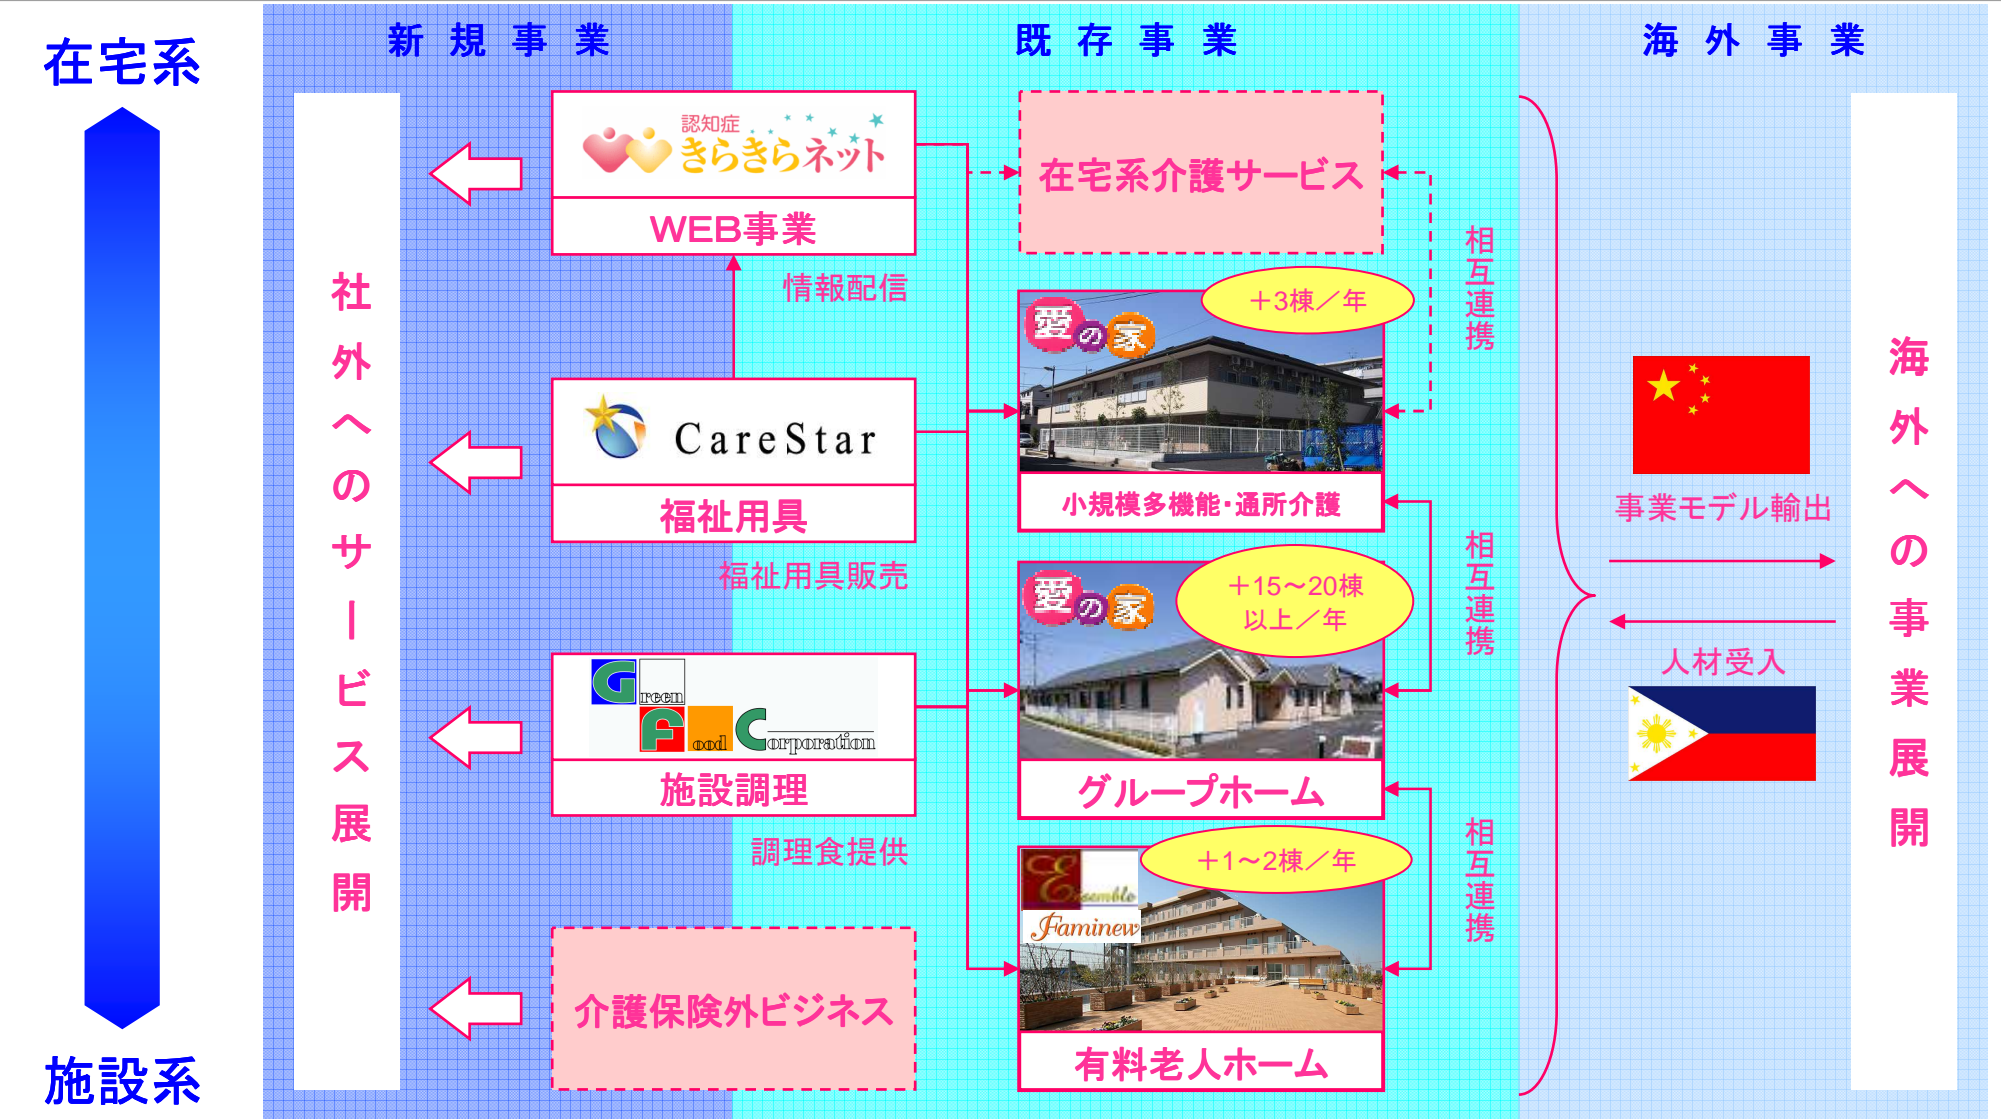 在宅系
施設系
新規事業
既存事業
海外事業
社外へのサービス展開
認知症
きらきらネット
WEB事業
情報配信
CareStar
福祉用具
福祉用具販売
Green
Food Corporation
施設調理
調理食提供
介護保険外ビジネス
在宅系介護サービス
相互連携
愛の家
+3棟/年
小規模多機能・通所介護
相互連携
愛の家
+15~20棟
以上/年
グループホーム
相互連携
Ensemble
Faminew
+1~2棟/年
有料老人ホーム
事業モデル輸出
人材受入
海外への事業展開